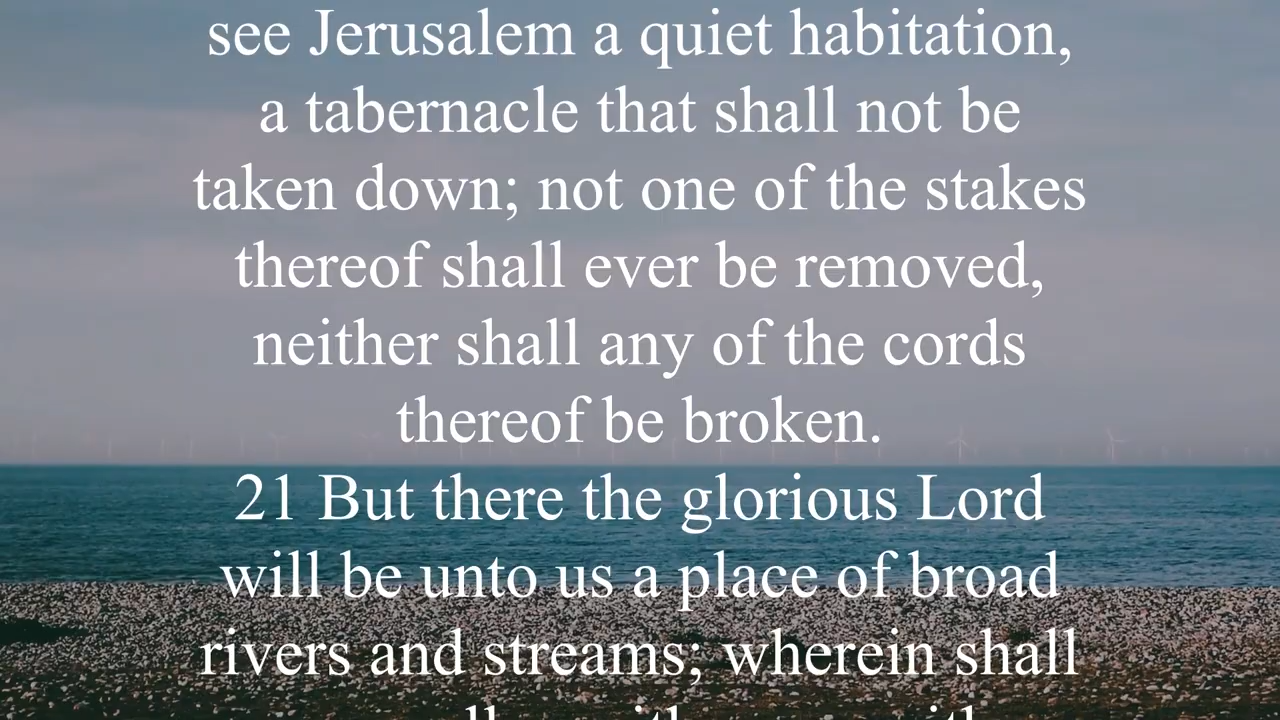 see Jerusalem a quiet habitation,
a tabernacle that shall not be
taken down; not one of the stakes
thereof shall ever be removed,
neither shall any of the cords
thereof be broken.
21 But there the glorious Lord
will be unto us a place of broad
rivers and streams; wherein shall